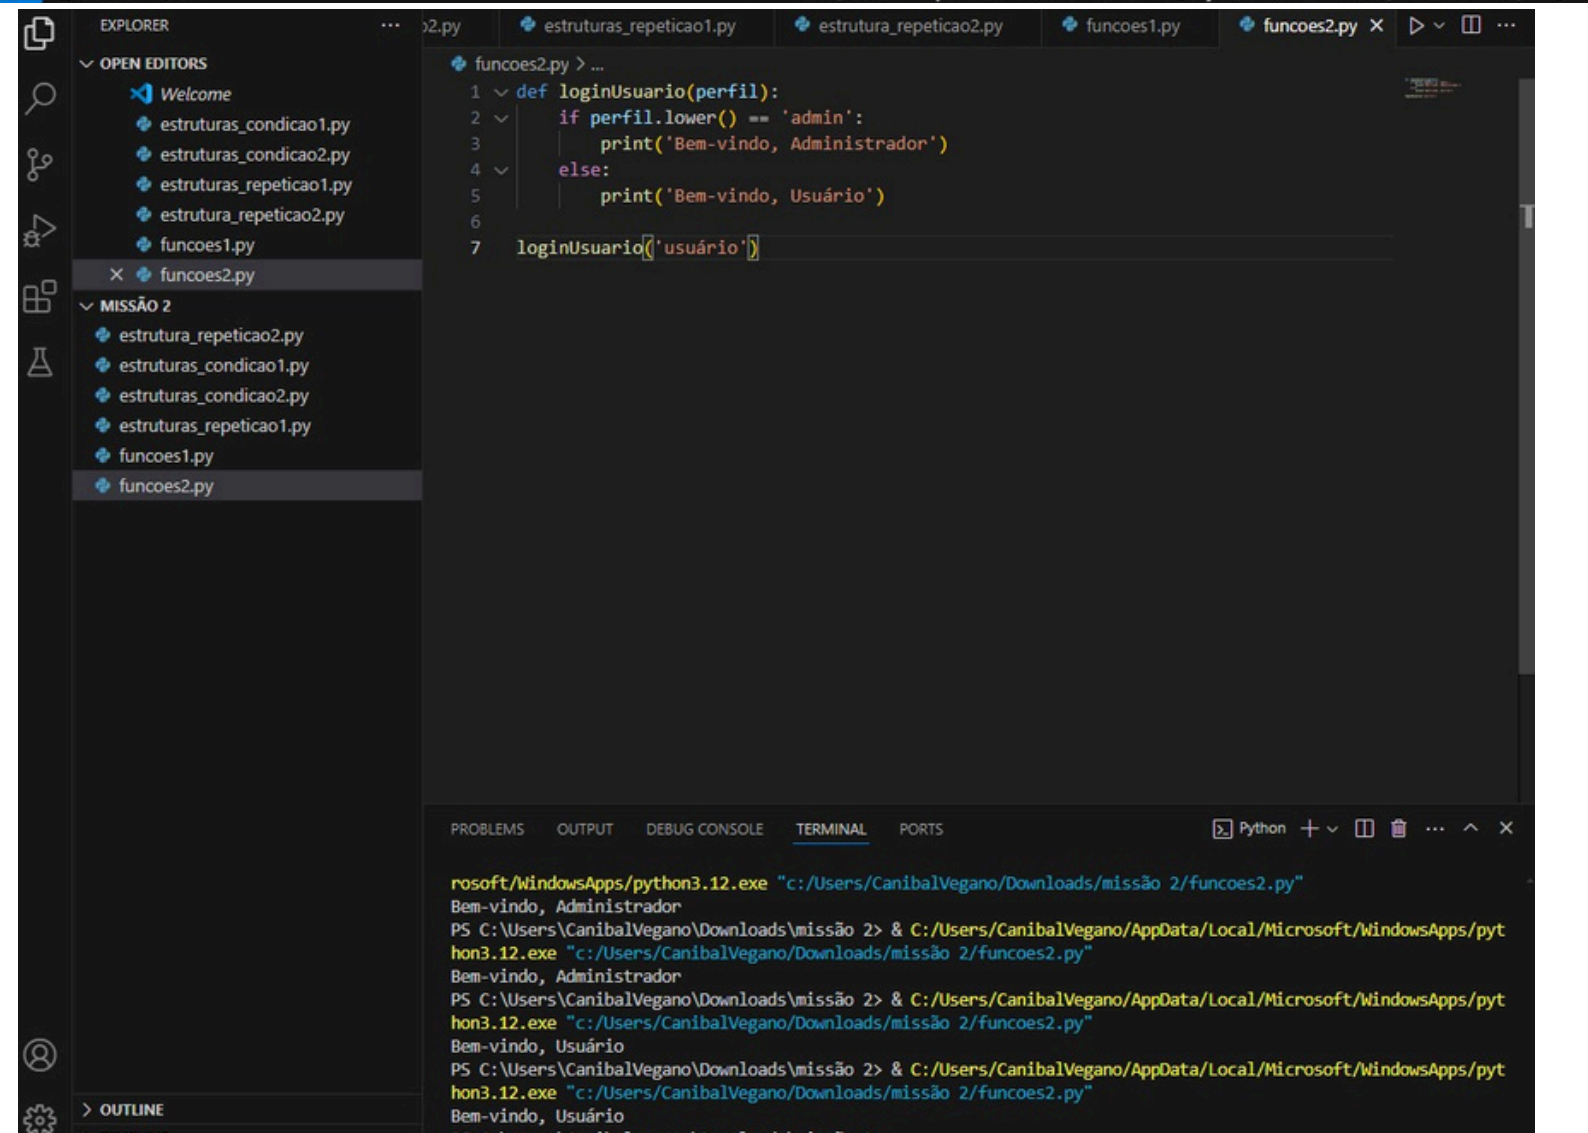 EXPLORER
OPEN EDITORS
Welcome
estruturas_condicao1.py
estruturas_condicao2.py
estruturas_repeticao1.py
estrutura_repeticao2.py
funcoes1.py
funcoes2.py
MISSÃO 2
estrutura_repeticao2.py
estruturas_condicao1.py
estruturas_condicao2.py
estruturas_repeticao1.py
funcoes1.py
funcoes2.py
OUTLINE
o2.py estruturas_repeticao1.py estrutura_repeticao2.py funcoes1.py funcoes2.py
funcoes2.py > ...
1 def loginUsuario(perfil):
2 if perfil.lower() == 'admin':
3 print('Bem-vindo, Administrador')
4 else:
5 print('Bem-vindo, Usuário')
6
7 loginUsuario('usuário')
PROBLEMS OUTPUT DEBUG CONSOLE TERMINAL PORTS Python
rosoft/WindowsApps/python3.12.exe "c:/Users/CanibalVegano/Downloads/missão 2/funcoes2.py"
Bem-vindo, Administrador
PS C:\Users\CanibalVegano\Downloads\missão 2> & C:/Users/CanibalVegano/AppData/Local/Microsoft/WindowsApps/pyt
hon3.12.exe "c:/Users/CanibalVegano/Downloads/missão 2/funcoes2.py"
Bem-vindo, Administrador
PS C:\Users\CanibalVegano\Downloads\missão 2> & C:/Users/CanibalVegano/AppData/Local/Microsoft/WindowsApps/pyt
hon3.12.exe "c:/Users/CanibalVegano/Downloads/missão 2/funcoes2.py"
Bem-vindo, Usuário
PS C:\Users\CanibalVegano\Downloads\missão 2> & C:/Users/CanibalVegano/AppData/Local/Microsoft/WindowsApps/pyt
hon3.12.exe "c:/Users/CanibalVegano/Downloads/missão 2/funcoes2.py"
Bem-vindo, Usuário